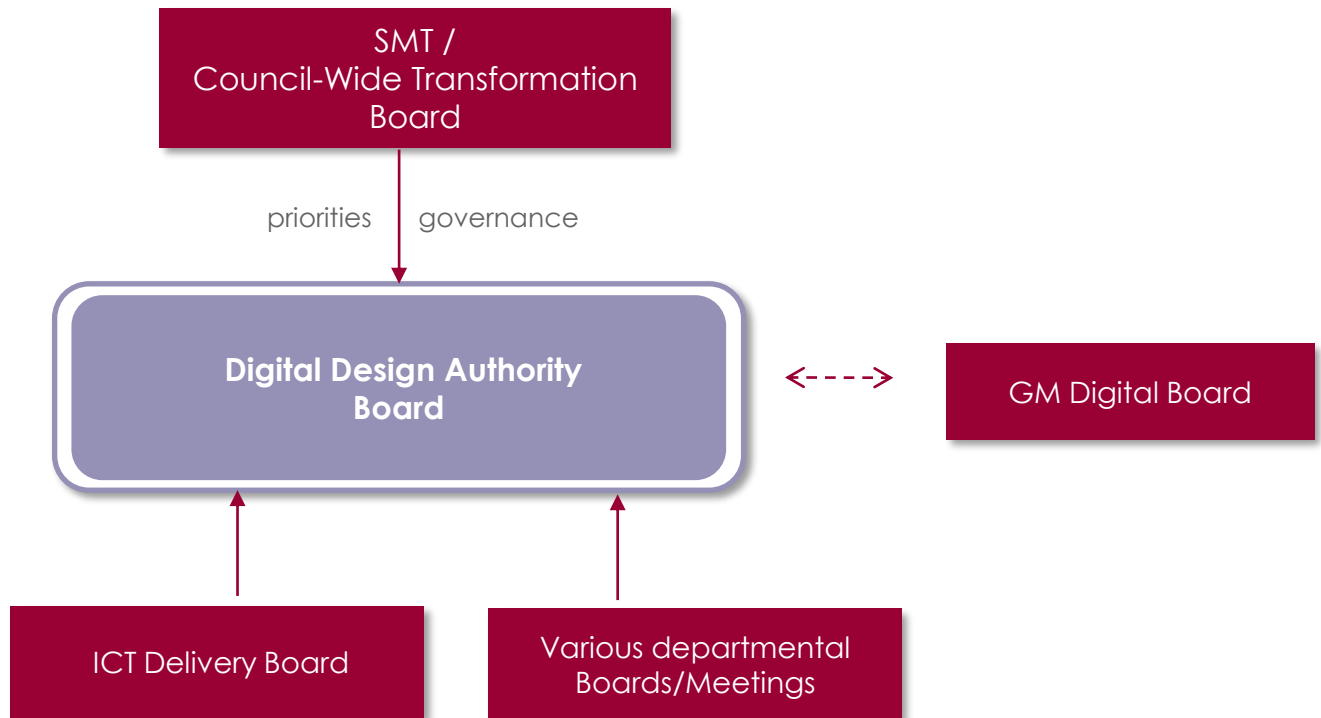 SMT /
Council-Wide Transformation
Board
priorities governance
Digital Design Authority
Board
GM Digital Board
ICT Delivery Board
Various departmental
Boards/Meetings